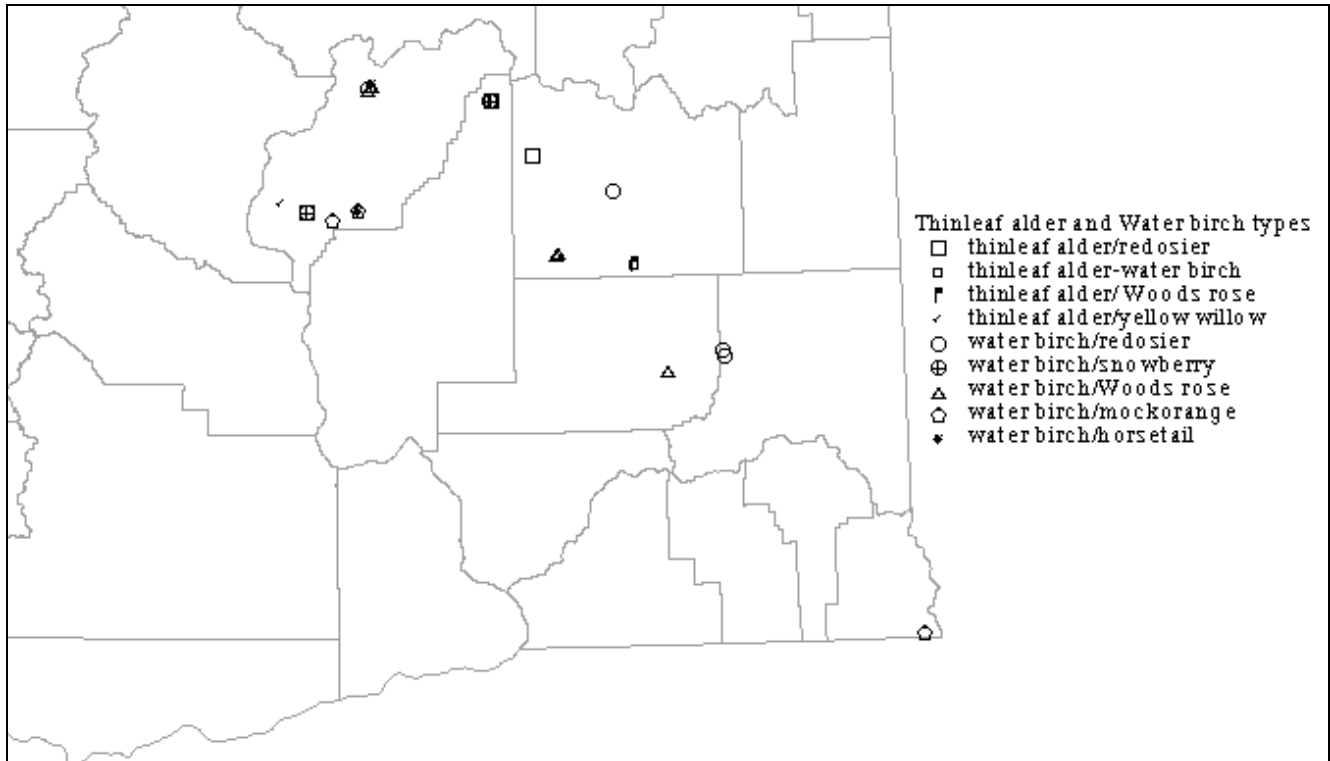 Thinleaf alder and Water birch types
thinleaf alder/redosier
thinleaf alder-water birch
thinleaf alder/Woods rose
thinleaf alder/yellow willow
water birch/redosier
water birch/snowberry
water birch/Woods rose
water birch/mockorange
water birch/horsetail